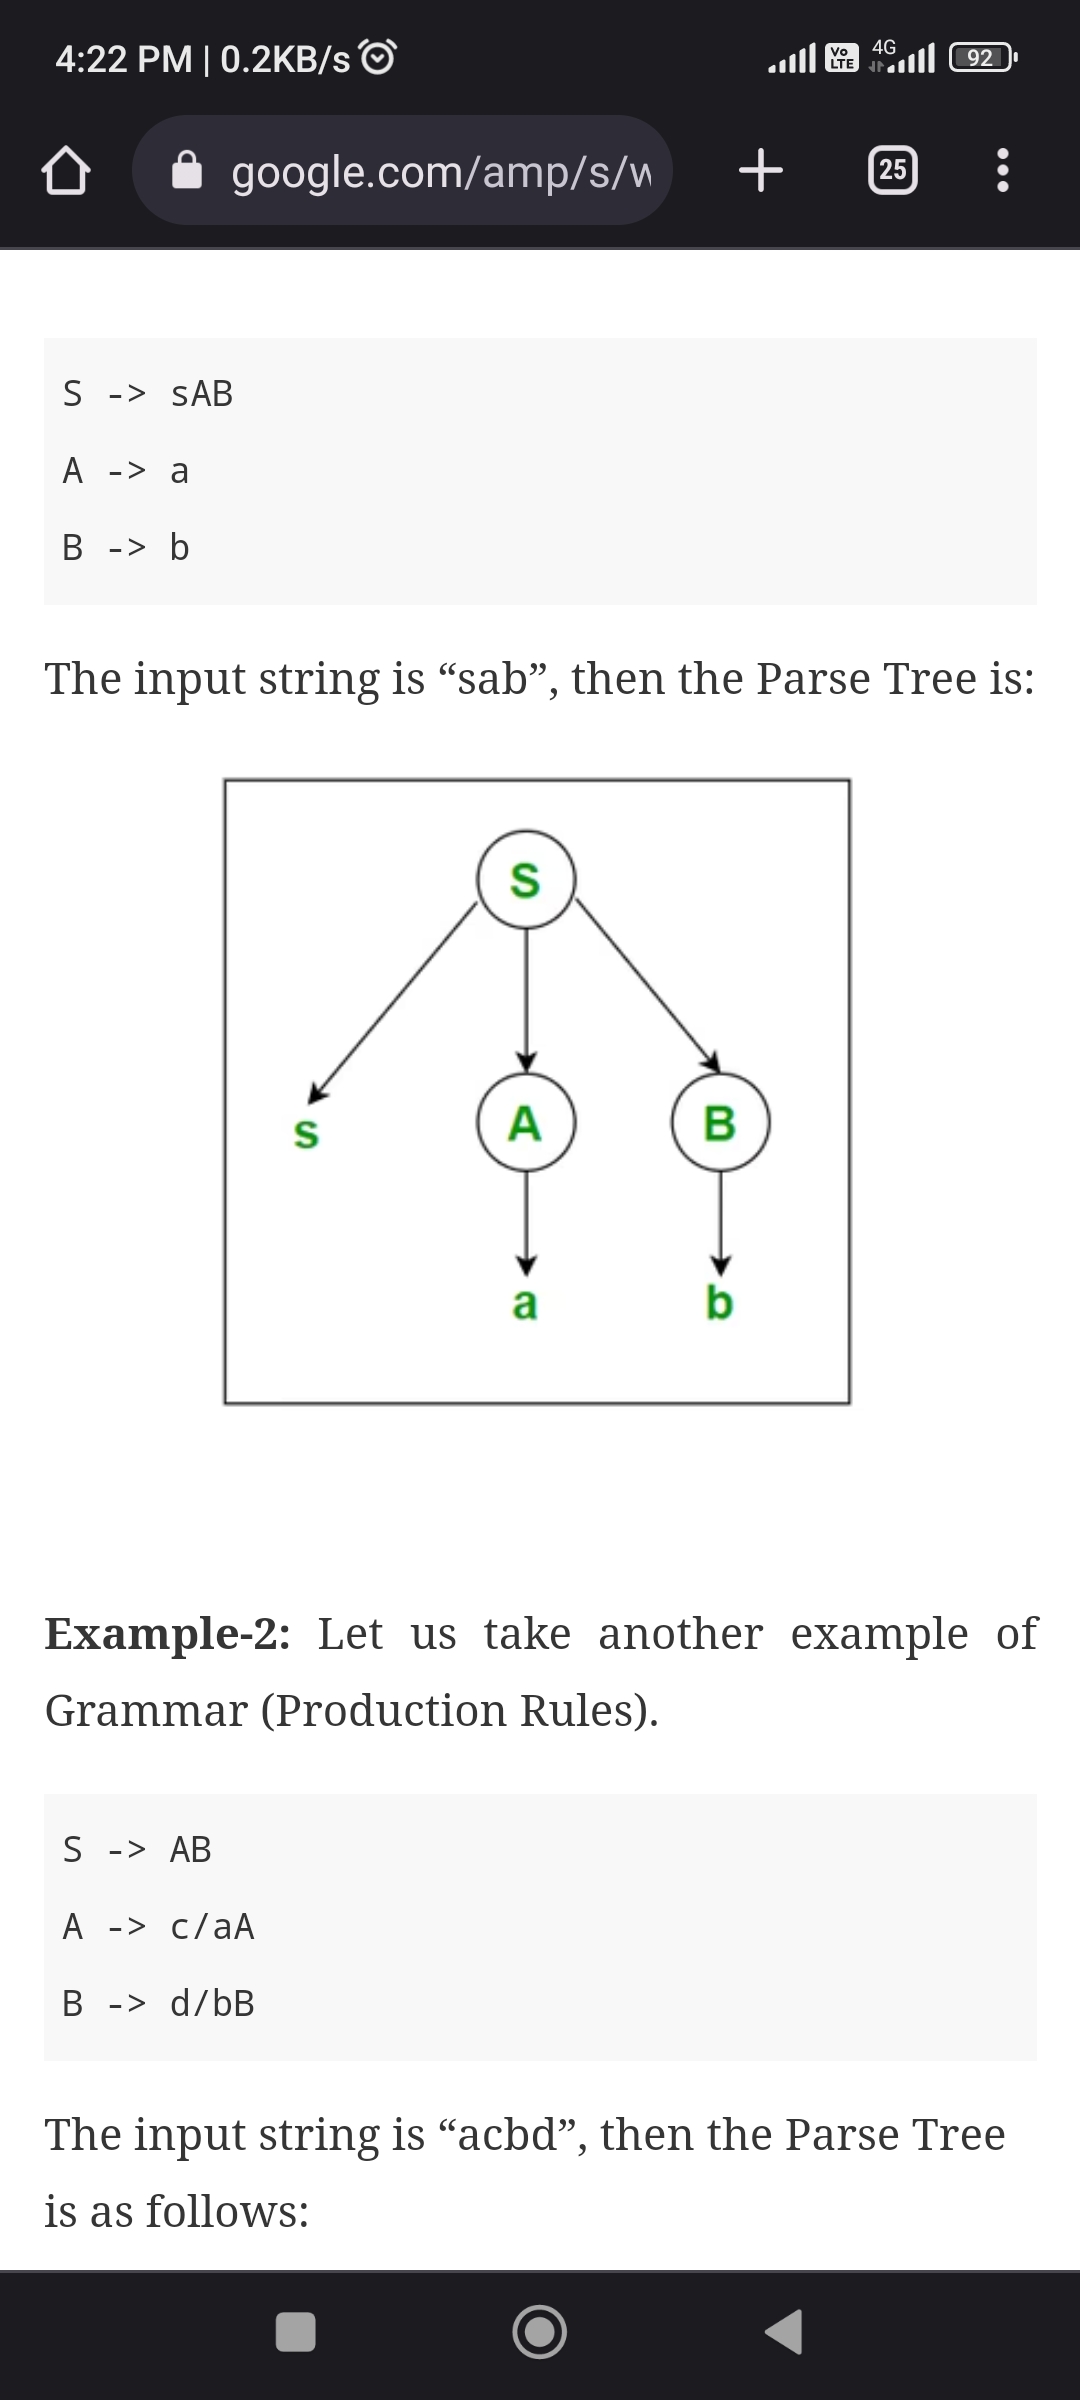 4:22 PM | 0.2KB/s
Vo LTE
4G
92
google.com/amp/s/w
25
S -> sAB
A -> a
B -> b
The input string is “sab”, then the Parse Tree is:
S
s A B
a b
Example-2: Let us take another example of
Grammar (Production Rules).
S -> AB
A -> c/aA
B -> d/bB
The input string is “acbd”, then the Parse Tree
is as follows: